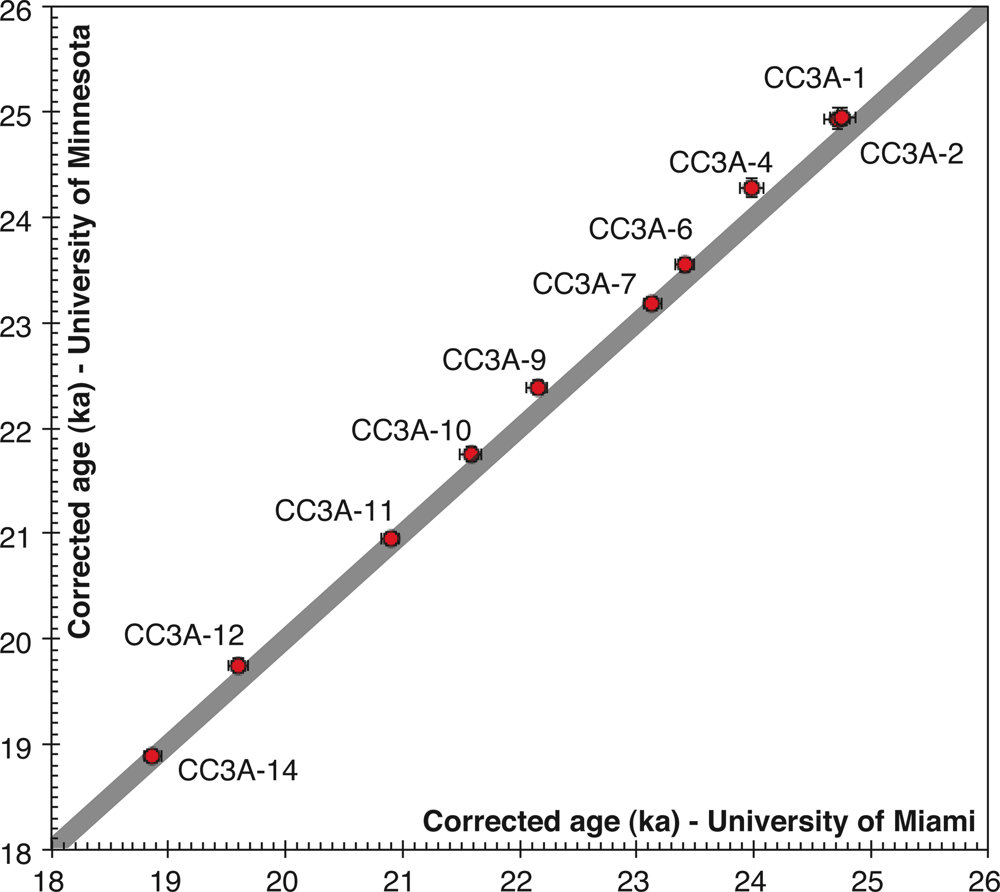 26
25
24
23
22
21
20
19
18
Corrected age (ka) - University of Minnesota
CC3A-1
CC3A-2
CC3A-4
CC3A-6
CC3A-7
CC3A-9
CC3A-10
CC3A-11
CC3A-12
CC3A-14
Corrected age (ka) - University of Miami
18 19 20 21 22 23 24 25 26